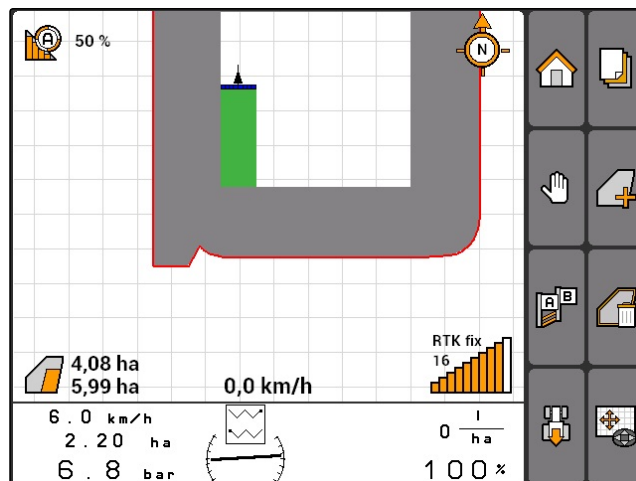 A
50 %
N
A B
RTK fix
16
4,08 ha
5,99 ha
0,0 km/h
6.0 km/h
2.20 ha
6.8 bar
0 l/ha
100 %